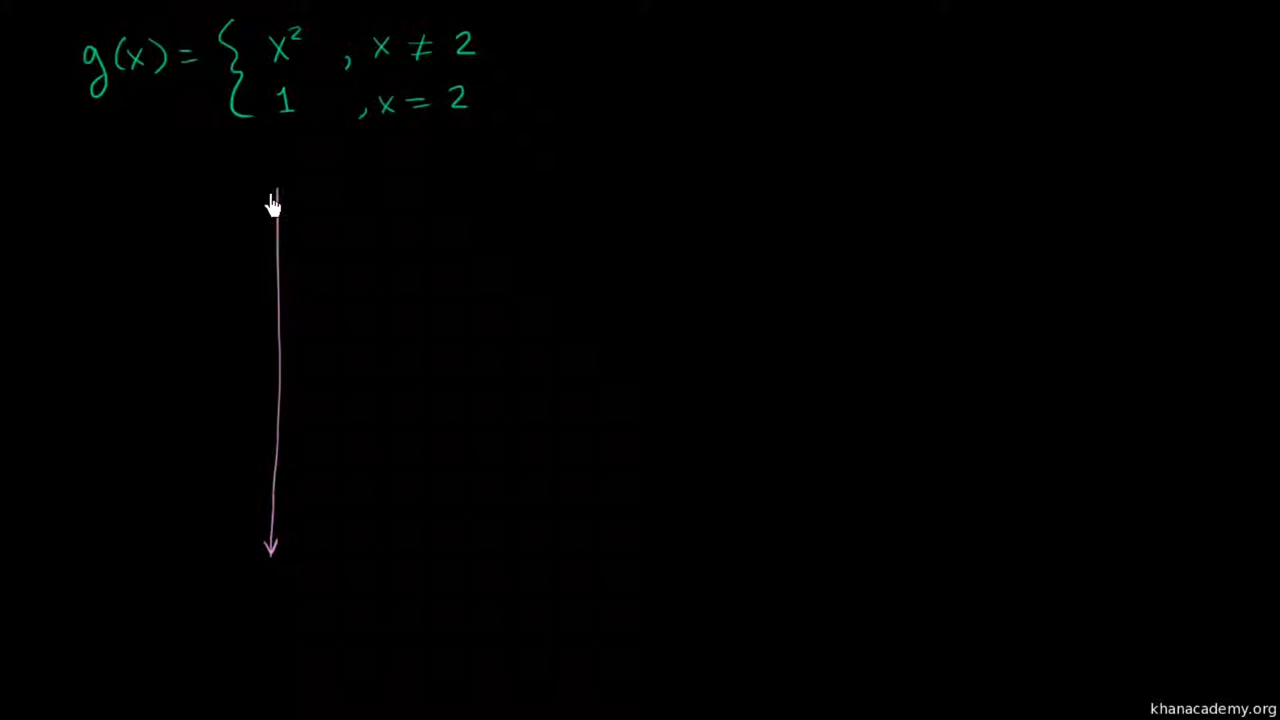 g(x) = { x² , x ≠ 2
1 , x = 2
khanacademy.org